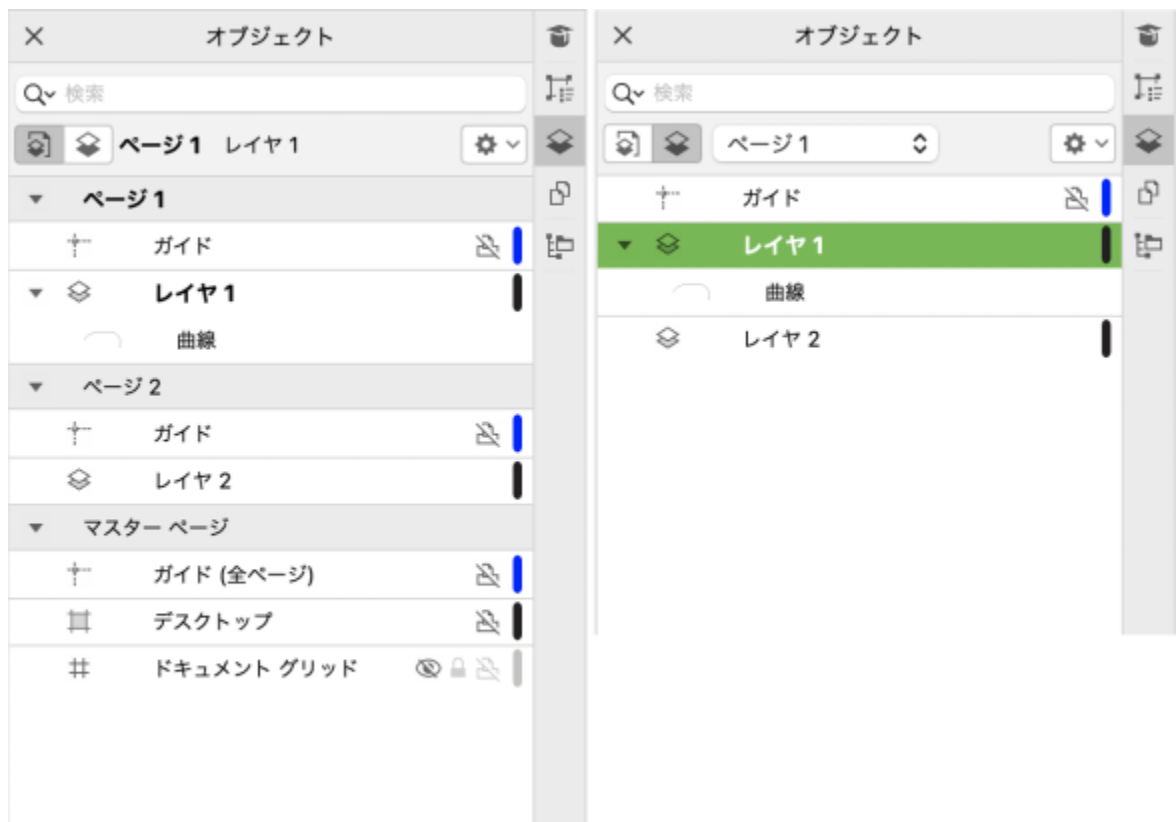 オブジェクト
検索
ページ 1 レイヤ 1
ページ 1
ガイド
レイヤ 1
曲線
ページ 2
ガイド
レイヤ 2
マスター ページ
ガイド (全ページ)
デスクトップ
ドキュメント グリッド
オブジェクト
検索
ページ 1
ガイド
レイヤ 1
曲線
レイヤ 2